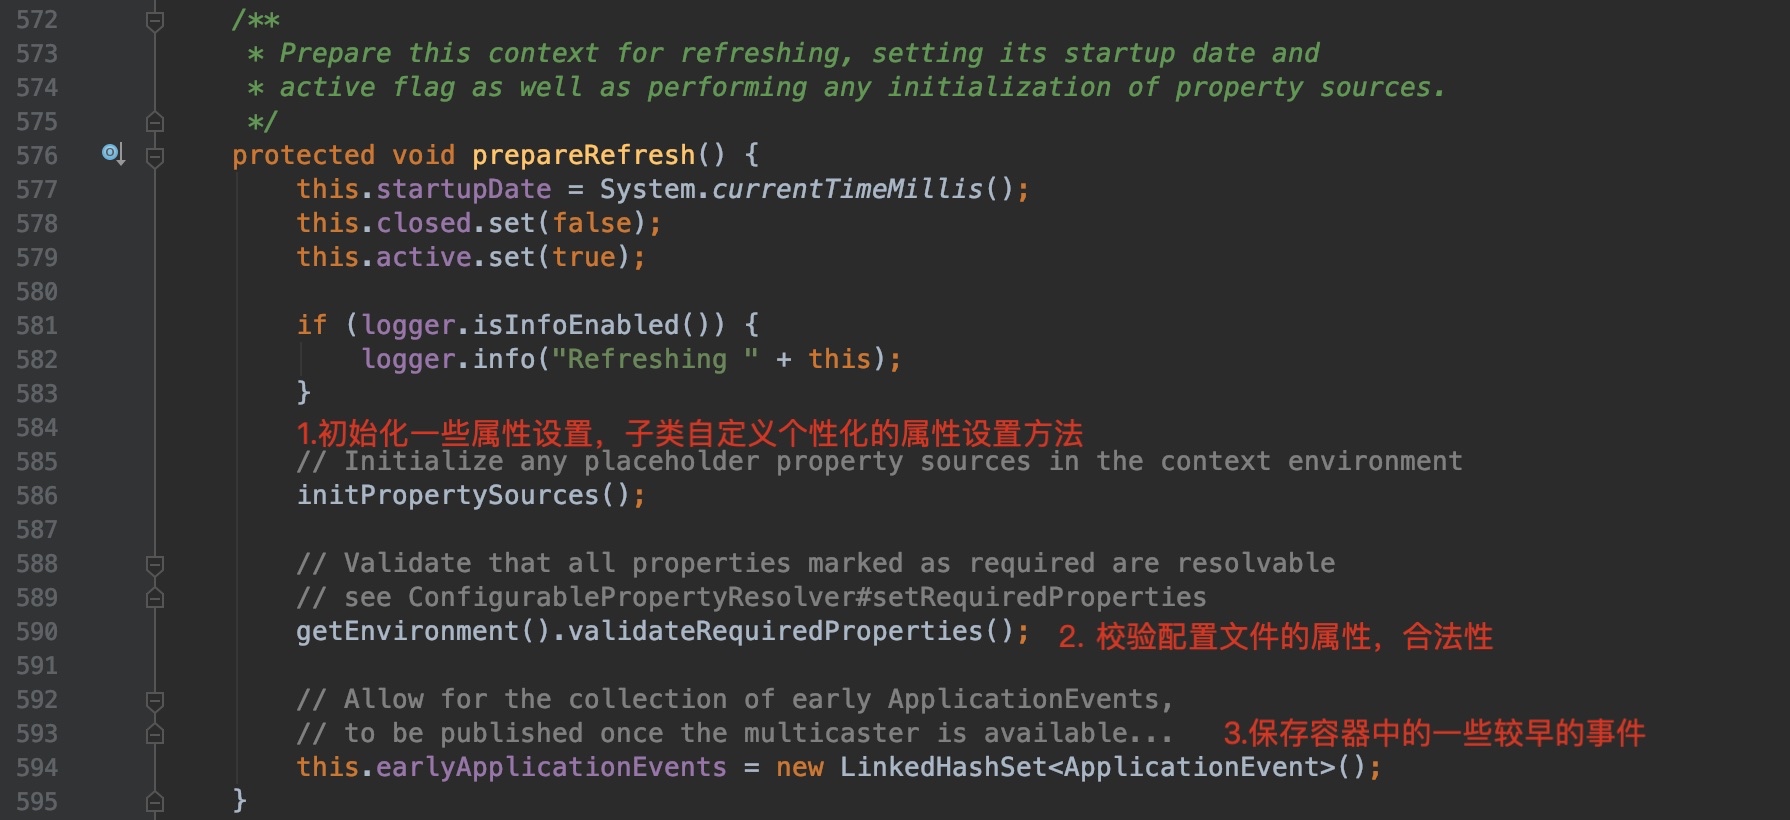 572 /**
573 * Prepare this context for refreshing, setting its startup date and
574 * active flag as well as performing any initialization of property sources.
575 */
576 protected void prepareRefresh() {
577 this.startupDate = System.currentTimeMillis();
578 this.closed.set(false);
579 this.active.set(true);
580
581 if (logger.isInfoEnabled()) {
582 logger.info("Refreshing " + this);
583 }
584 1.初始化一些属性设置，子类自定义个性化的属性设置方法
585 // Initialize any placeholder property sources in the context environment
586 initPropertySources();
587
588 // Validate that all properties marked as required are resolvable
589 // see ConfigurablePropertyResolver#setRequiredProperties
590 getEnvironment().validateRequiredProperties(); 2. 校验配置文件的属性，合法性
591
592 // Allow for the collection of early ApplicationEvents,
593 // to be published once the multicaster is available... 3.保存容器中的一些较早的事件
594 this.earlyApplicationEvents = new LinkedHashSet<ApplicationEvent>();
595 }